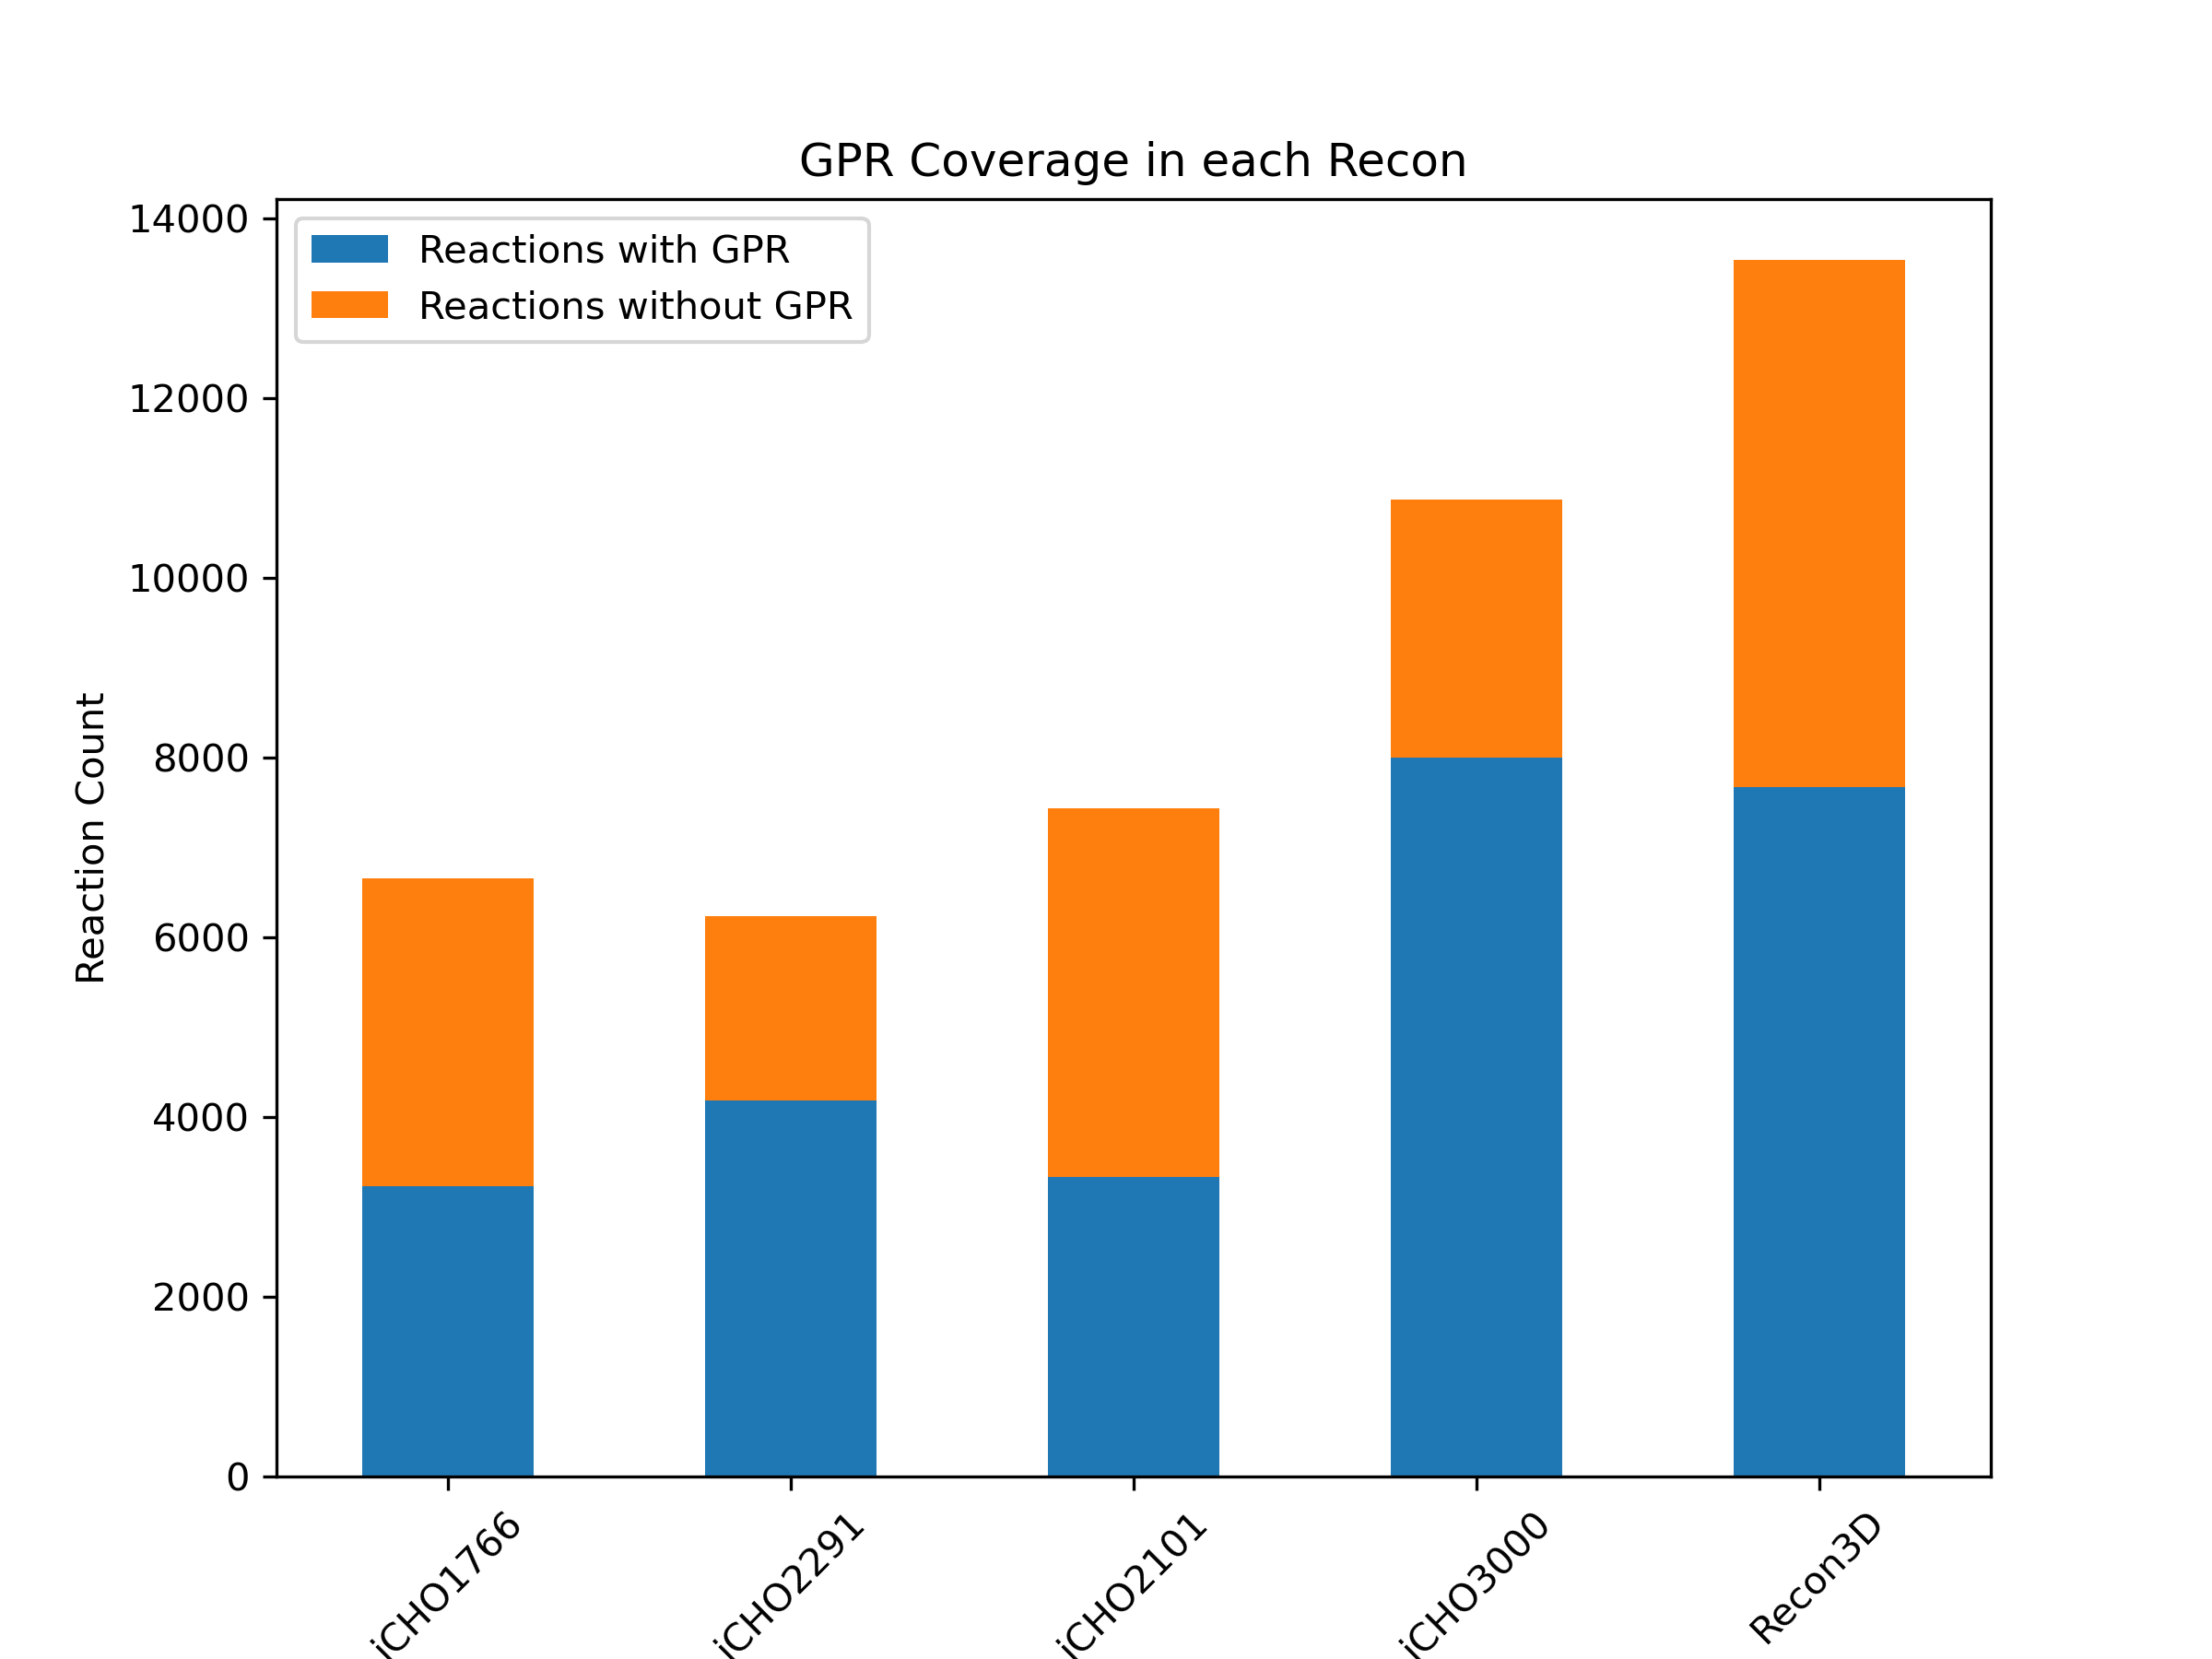 GPR Coverage in each Recon
Reactions with GPR
Reactions without GPR
Reaction Count
14000
12000
10000
8000
6000
4000
2000
0
iCHO1766
iCHO2291
iCHO2101
iCHO3000
Recon3D